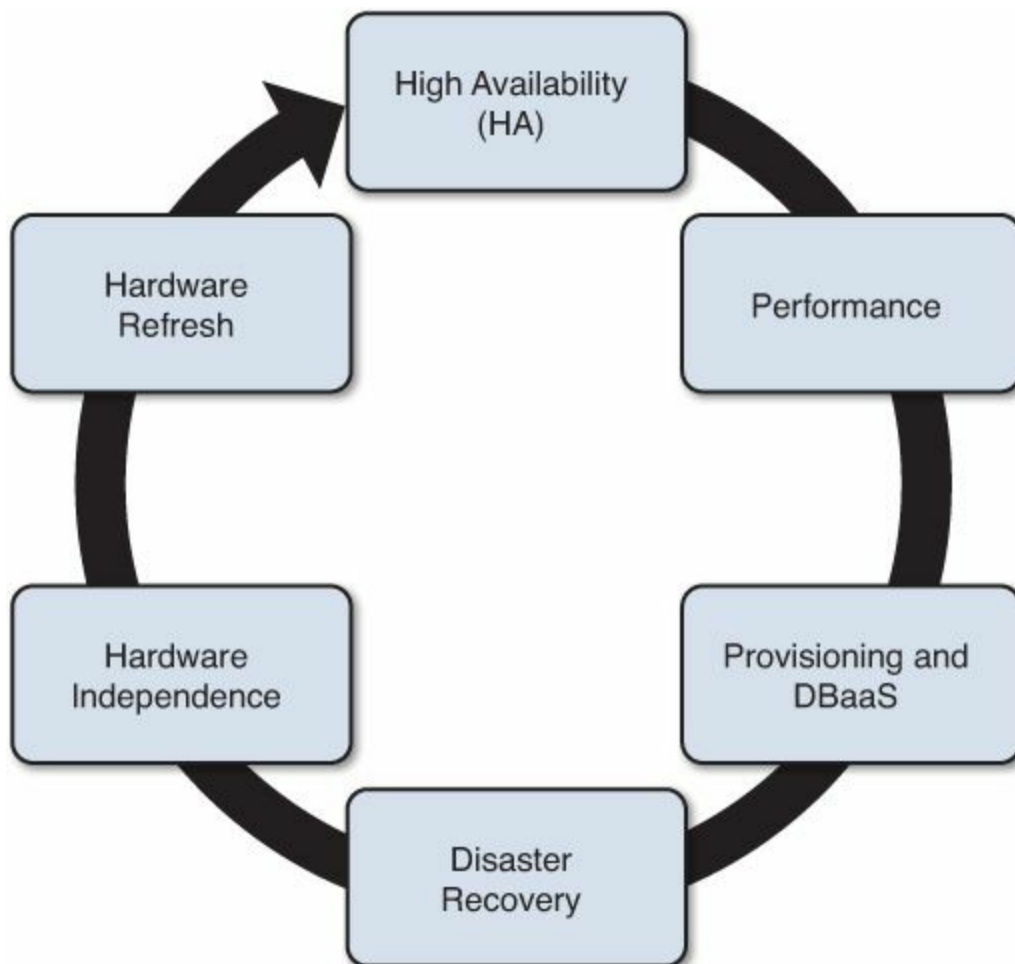 High Availability
(HA)
Performance
Provisioning and
DBaaS
Disaster
Recovery
Hardware
Independence
Hardware
Refresh